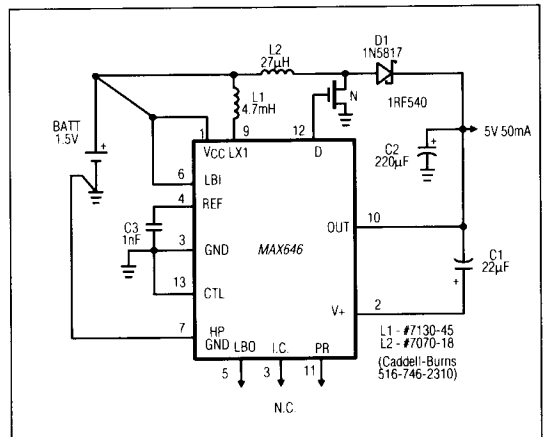 L2
27μH
D1
1N5817
L1
4.7mH
N
1RF540
BATT
1.5V
+
1
9
12
VCC LX1
D
+
C2
220μF
5V 50mA
6
LBI
4
REF
C3
1nF
3
GND
MAX646
OUT
10
13
CTL
C1
22μF
+
7
HP
GND
V+
2
LBO
I.C.
PR
5
3
11
L1 - #7130-45
L2 - #7070-18
(Caddell-Burns
516-746-2310)
N.C.